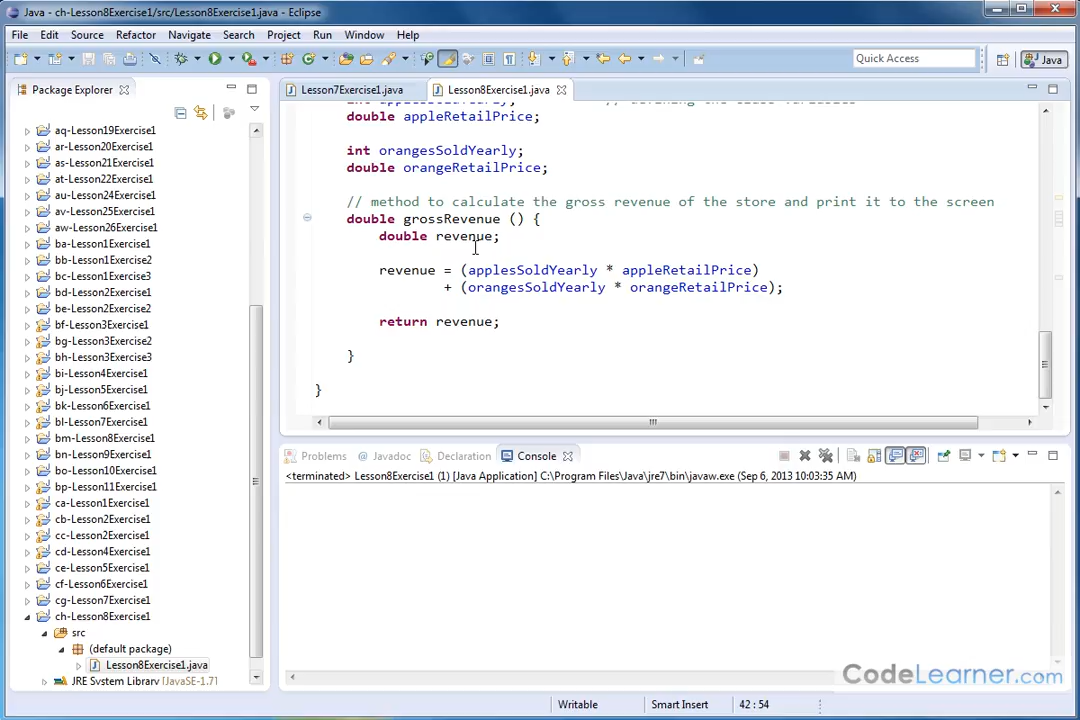 Java - ch-Lesson8Exercise1/src/Lesson8Exercise1.java - Eclipse
File Edit Source Refactor Navigate Search Project Run Window Help
Quick Access
Java
Package Explorer
aq-Lesson19Exercise1
ar-Lesson20Exercise1
as-Lesson21Exercise1
at-Lesson22Exercise1
au-Lesson24Exercise1
av-Lesson25Exercise1
aw-Lesson26Exercise1
ba-Lesson1Exercise1
bb-Lesson1Exercise2
bc-Lesson1Exercise3
bd-Lesson2Exercise1
be-Lesson2Exercise2
bf-Lesson3Exercise1
bg-Lesson3Exercise2
bh-Lesson3Exercise3
bi-Lesson4Exercise1
bj-Lesson5Exercise1
bk-Lesson6Exercise1
bl-Lesson7Exercise1
bm-Lesson8Exercise1
bn-Lesson9Exercise1
bo-Lesson10Exercise1
bp-Lesson11Exercise1
ca-Lesson1Exercise1
cb-Lesson2Exercise1
cc-Lesson2Exercise1
cd-Lesson4Exercise1
ce-Lesson5Exercise1
cf-Lesson6Exercise1
cg-Lesson7Exercise1
ch-Lesson8Exercise1
src
(default package)
Lesson8Exercise1.java
JRE System Library [JavaSE-1.7]
Lesson7Exercise1.java Lesson8Exercise1.java
int applesSoldYearly; // defining the class variables
double appleRetailPrice;
int orangesSoldYearly;
double orangeRetailPrice;
// method to calculate the gross revenue of the store and print it to the screen
double grossRevenue () {
double revenue;
revenue = (applesSoldYearly * appleRetailPrice)
+ (orangesSoldYearly * orangeRetailPrice);
return revenue;
}
}
Problems @ Javadoc Declaration Console
<terminated> Lesson8Exercise1 (1) [Java Application] C:\Program Files\Java\jre7\bin\javaw.exe (Sep 6, 2013 10:03:35 AM)
CodeLearner.com
Writable Smart Insert 42 : 54